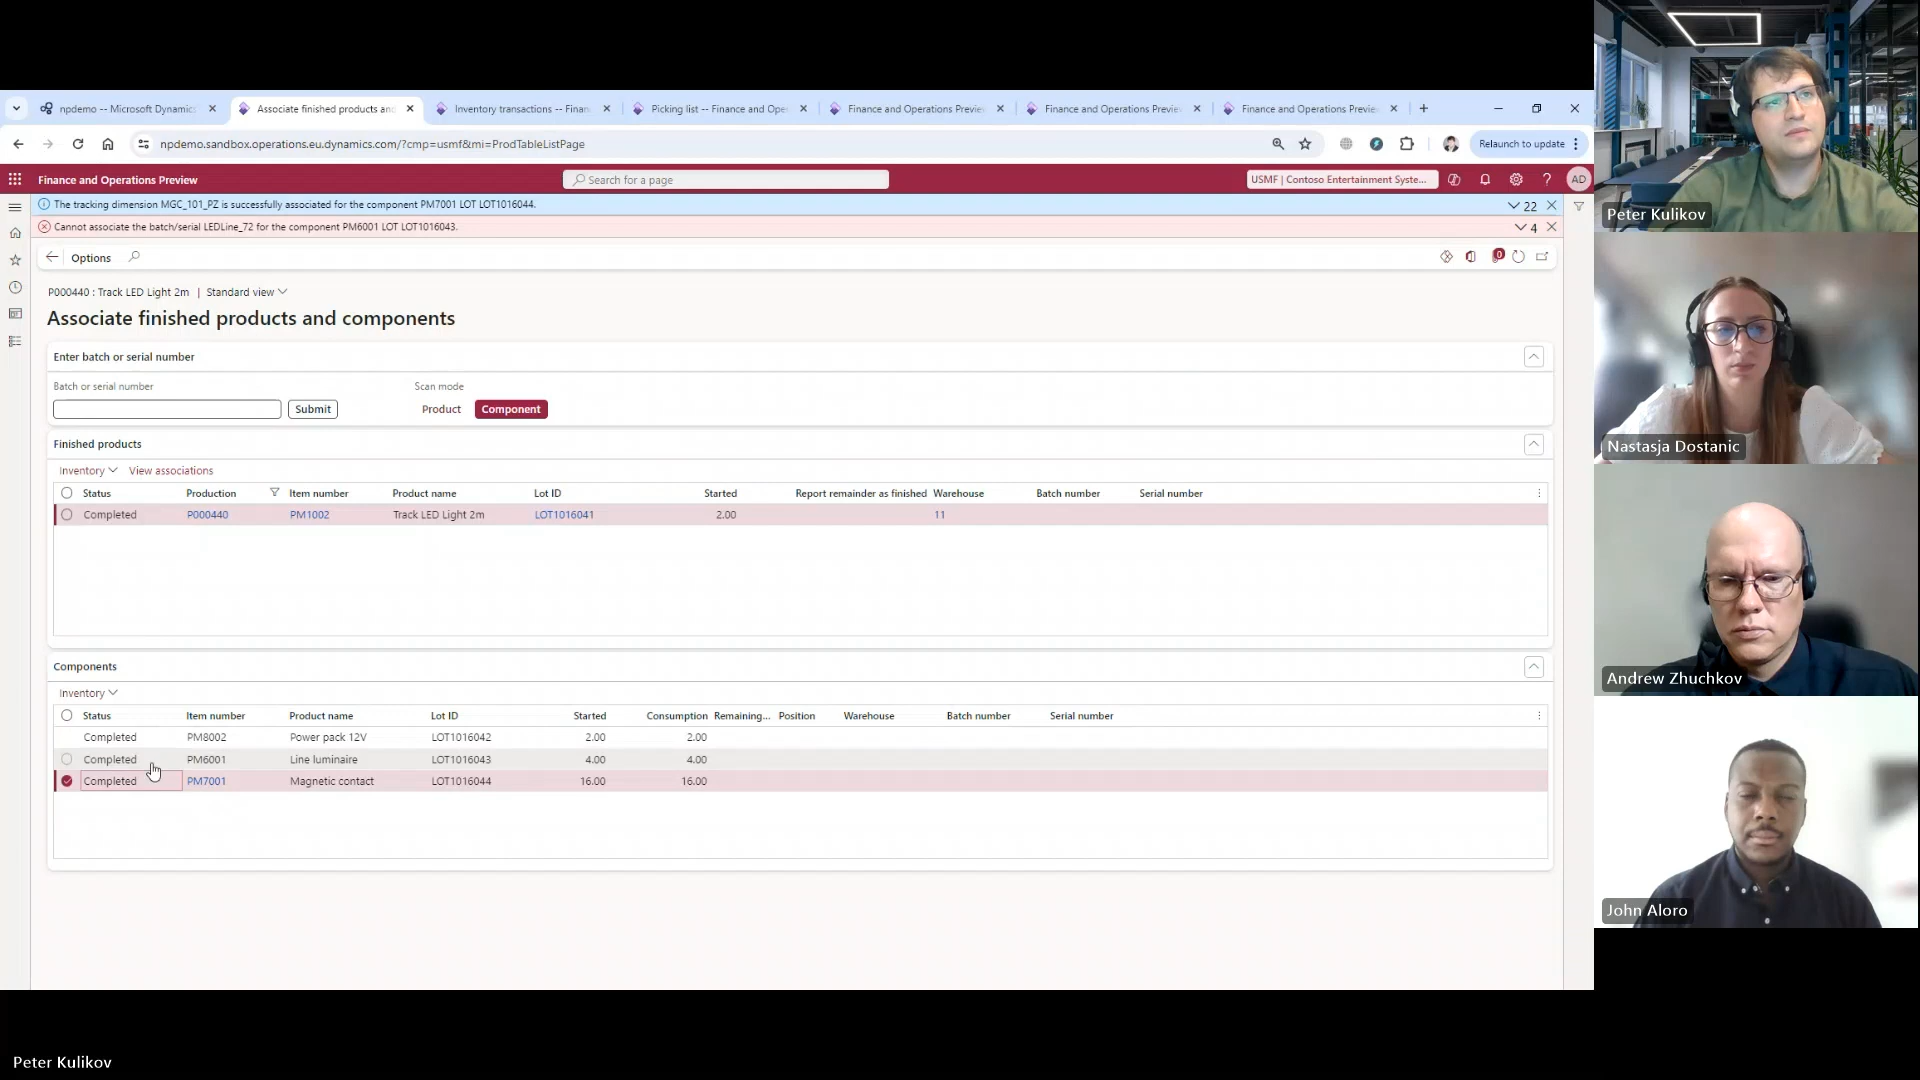 npdemo -- Microsoft Dynamic
Associate finished products an
Inventory transactions -- Finan
Picking list -- Finance and Ope
Finance and Operations Previe
Finance and Operations Previe
Finance and Operations Previe
npdemo.sandbox.operations.eu.dynamics.com/?cmp=usmf&mi=ProdTableListPage
Relaunch to update
Finance and Operations Preview
Search for a page
USMF | Contoso Entertainment Syste...
AD
The tracking dimension MGC_101_PZ is successfully associated for the component PM7001 LOT LOT1016044.
22
Cannot associate the batch/serial LEDLine_72 for the component PM6001 LOT LOT1016043.
4
Options
0
P000440 : Track LED Light 2m | Standard view
Associate finished products and components
Enter batch or serial number
Batch or serial number Scan mode
Submit Product Component
Finished products
Inventory View associations
Status Production Item number Product name Lot ID Started Report remainder as finished Warehouse Batch number Serial number
Completed P000440 PM1002 Track LED Light 2m LOT1016041 2.00 11
Components
Inventory
Status Item number Product name Lot ID Started Consumption Remaining... Position Warehouse Batch number Serial number
Completed PM8002 Power pack 12V LOT1016042 2.00 2.00
Completed PM6001 Line luminaire LOT1016043 4.00 4.00
Completed PM7001 Magnetic contact LOT1016044 16.00 16.00
Peter Kulikov
Nastasja Dostanic
Andrew Zhuchkov
John Aloro
Peter Kulikov